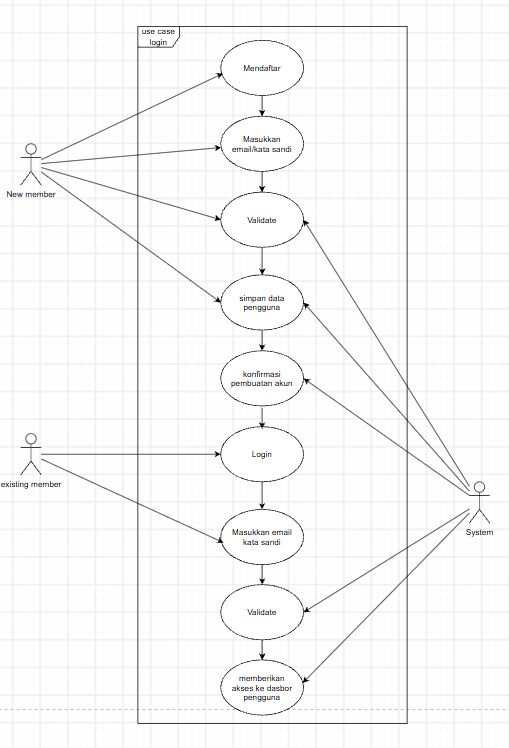 use case
login
Mendaftar
Masukkan
email/kata sandi
New member
Validate
simpan data
pengguna
konfirmasi
pembuatan akun
Login
existing member
Masukkan email
kata sandi
System
Validate
memberikan
akses ke dasbor
pengguna